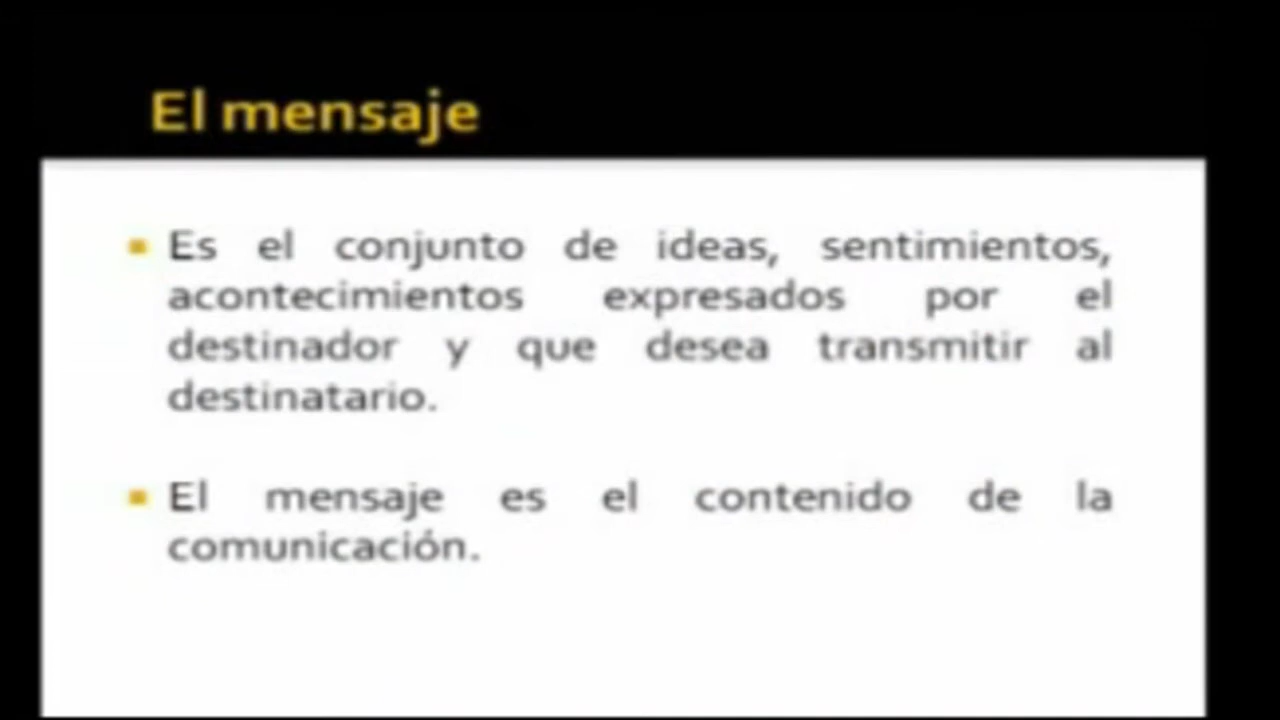 El mensaje
Es el conjunto de ideas, sentimientos,
acontecimientos expresados por el
destinador y que desea transmitir al
destinatario.
El mensaje es el contenido de la
comunicación.